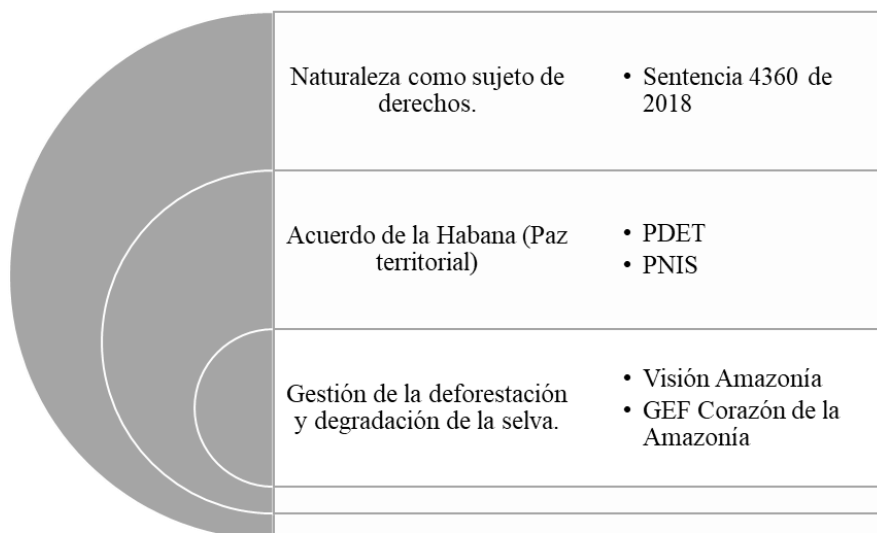 Naturaleza como sujeto de
derechos.
• Sentencia 4360 de
2018
Acuerdo de la Habana (Paz
territorial)
• PDET
• PNIS
Gestión de la deforestación
y degradación de la selva.
• Visión Amazonía
• GEF Corazón de la
Amazonía